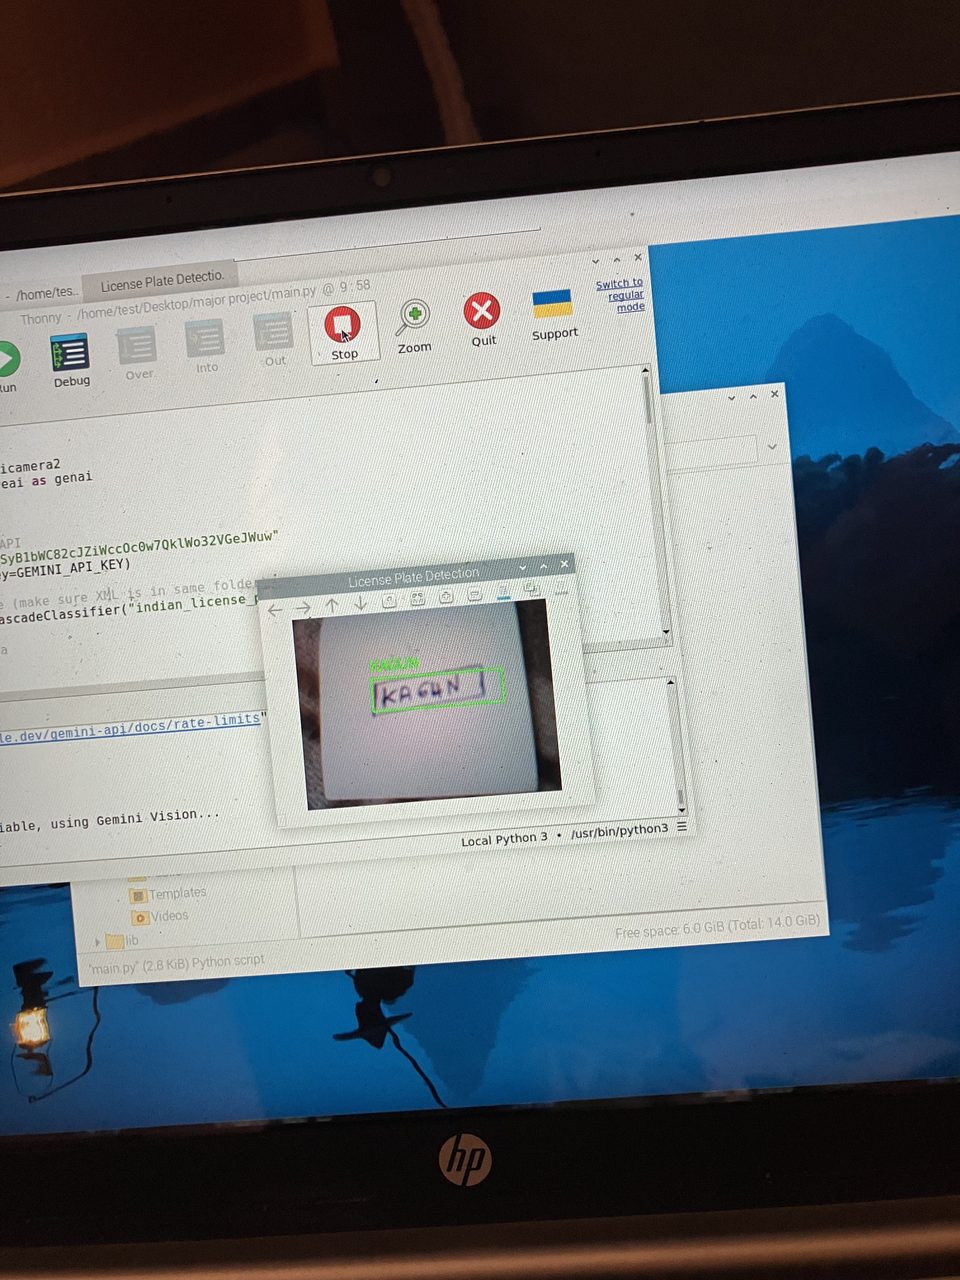 - /home/tes..
License Plate Detectio.
Thonny - /home/test/Desktop/major project/main.py @ 9:58
Debug
Over
Into
Out
Stop
Zoom
Quit
Support
Switch to
regular
mode
icamera2
eai as genai
API
y=GEMINI_API_KEY)
e (make sure XML is in same folde
ascadeClassifier("indian_license_p
a
le.dev/gemini-api/docs/rate-limits"
iable, using Gemini Vision...
License Plate Detection
KAGUN
Local Python 3 • /usr/bin/python3
Templates
Videos
lib
"main.py" (2.8 KiB) Python script
Free space: 6.0 GiB (Total: 14.0 GiB)
hp